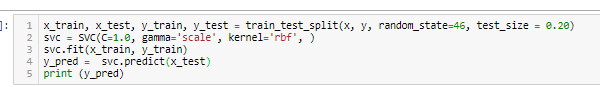 ]: 1 x_train, x_test, y_train, y_test = train_test_split(x, y, random_state=46, test_size = 0.20)
2 svc = SVC(C=1.0, gamma='scale', kernel='rbf', )
3 svc.fit(x_train, y_train)
4 y_pred =  svc.predict(x_test)
5 print (y_pred)